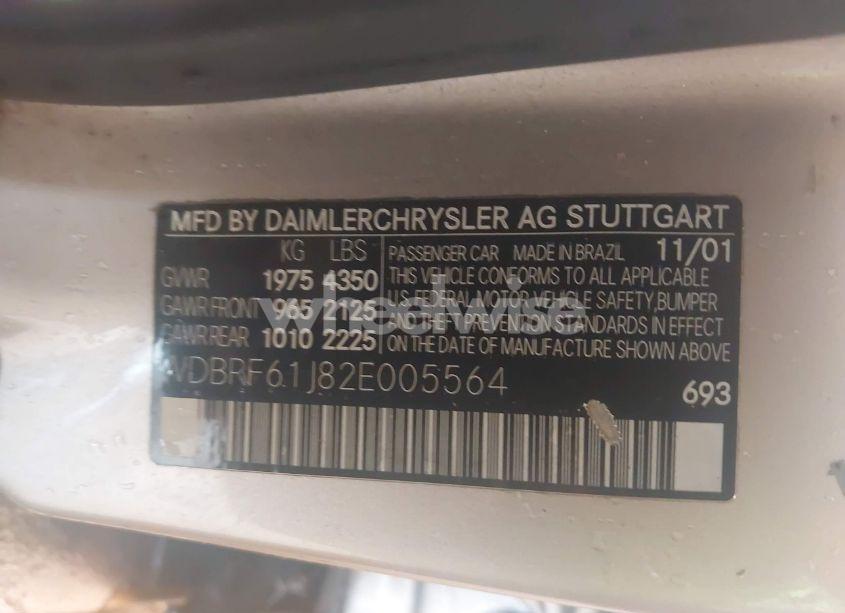 MFD BY DAIMLERCHRYSLER AG STUTTGART
KG LBS
GVWR 1975 4350
GAWR FRONT 965 2125
GAWR REAR 1010 2225
PASSENGER CAR MADE IN BRAZIL 11/01
THIS VEHICLE CONFORMS TO ALL APPLICABLE
U.S. FEDERAL MOTOR VEHICLE SAFETY,BUMPER
AND THEFT PREVENTION STANDARDS IN EFFECT
ON THE DATE OF MANUFACTURE SHOWN ABOVE
WDBRF61J82E005564
693
wheelwise